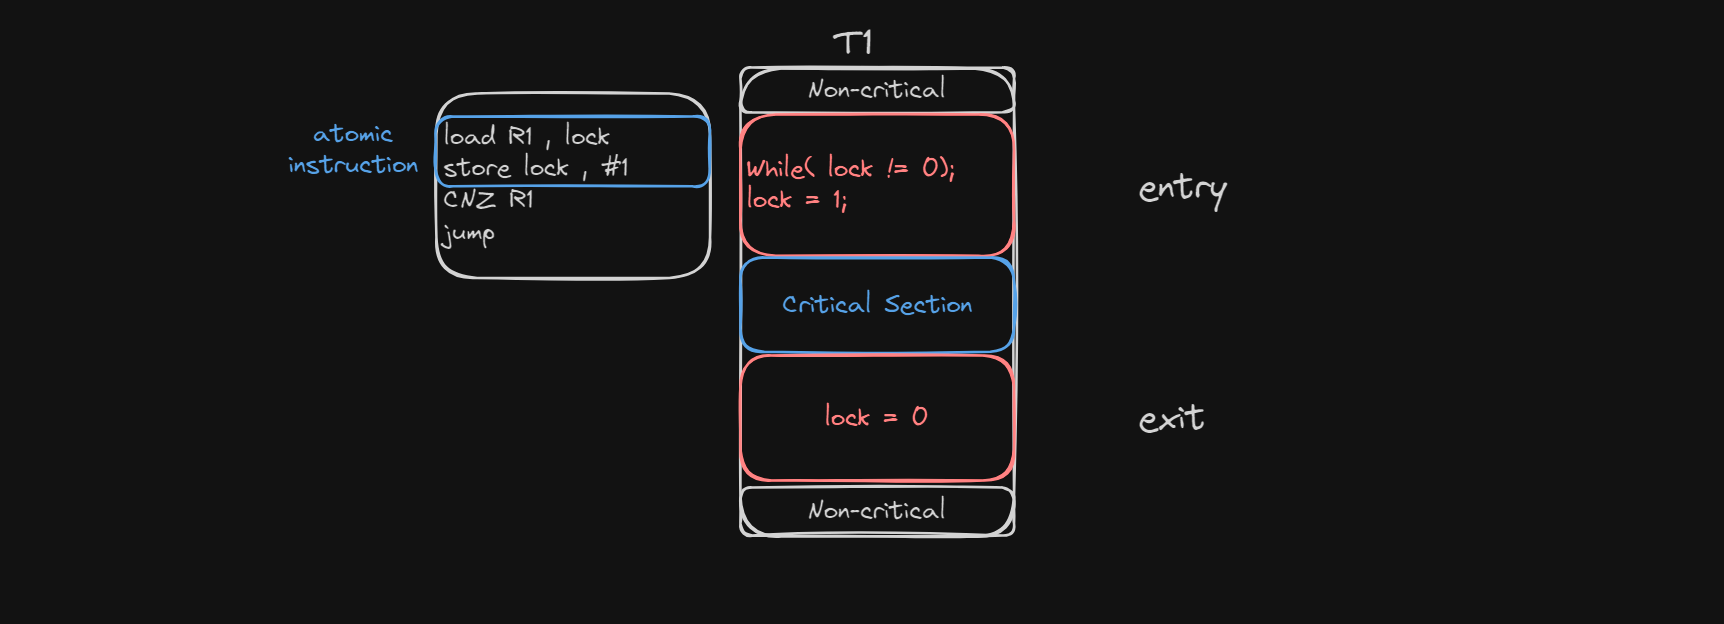 T1
Non-critical
atomic
instruction
load R1 , lock
store lock , #1
CNZ R1
jump
While( lock != 0);
lock = 1;
entry
Critical Section
lock = 0
exit
Non-critical